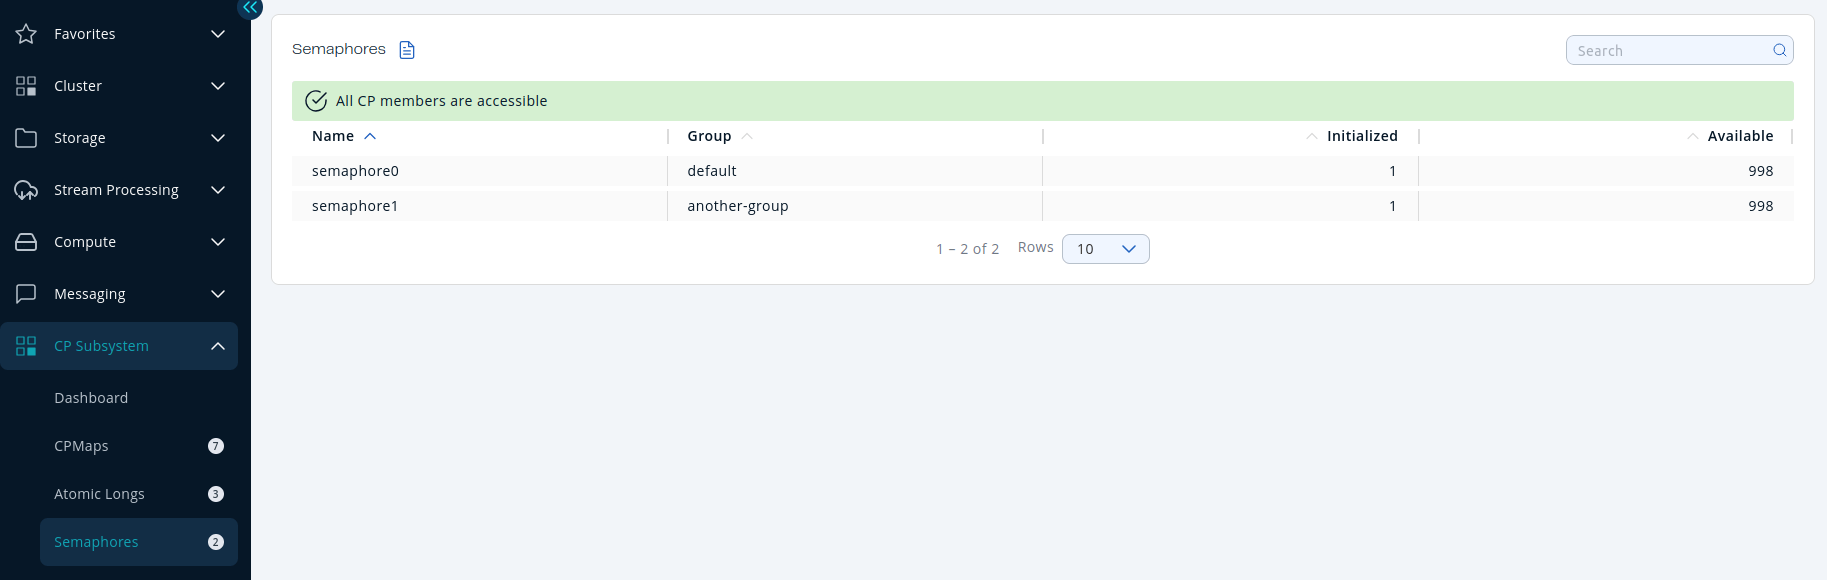 Favorites
Cluster
Storage
Stream Processing
Compute
Messaging
CP Subsystem
Dashboard
CPMaps 7
Atomic Longs 3
Semaphores 2
Semaphores
Search
All CP members are accessible
Name Group Initialized Available
semaphore0 default 1 998
semaphore1 another-group 1 998
1 – 2 of 2 Rows 10